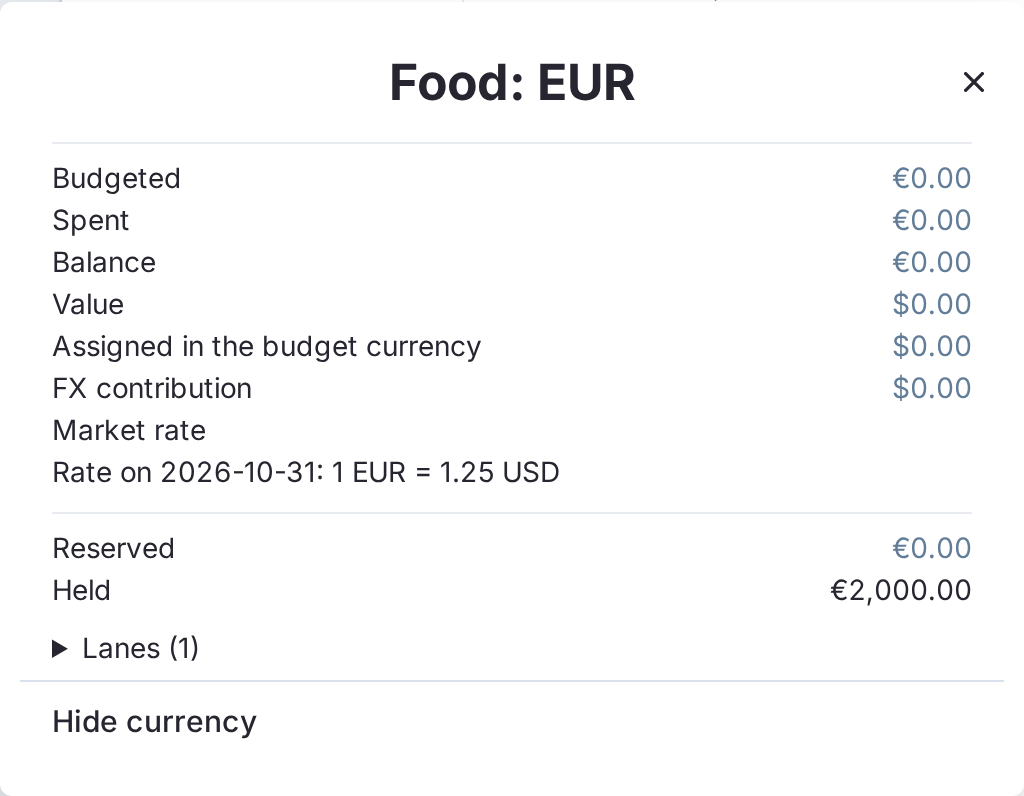 Food: EUR
Budgeted €0.00
Spent €0.00
Balance €0.00
Value $0.00
Assigned in the budget currency $0.00
FX contribution $0.00
Market rate
Rate on 2026-10-31: 1 EUR = 1.25 USD
Reserved €0.00
Held €2,000.00
Lanes (1)
Hide currency